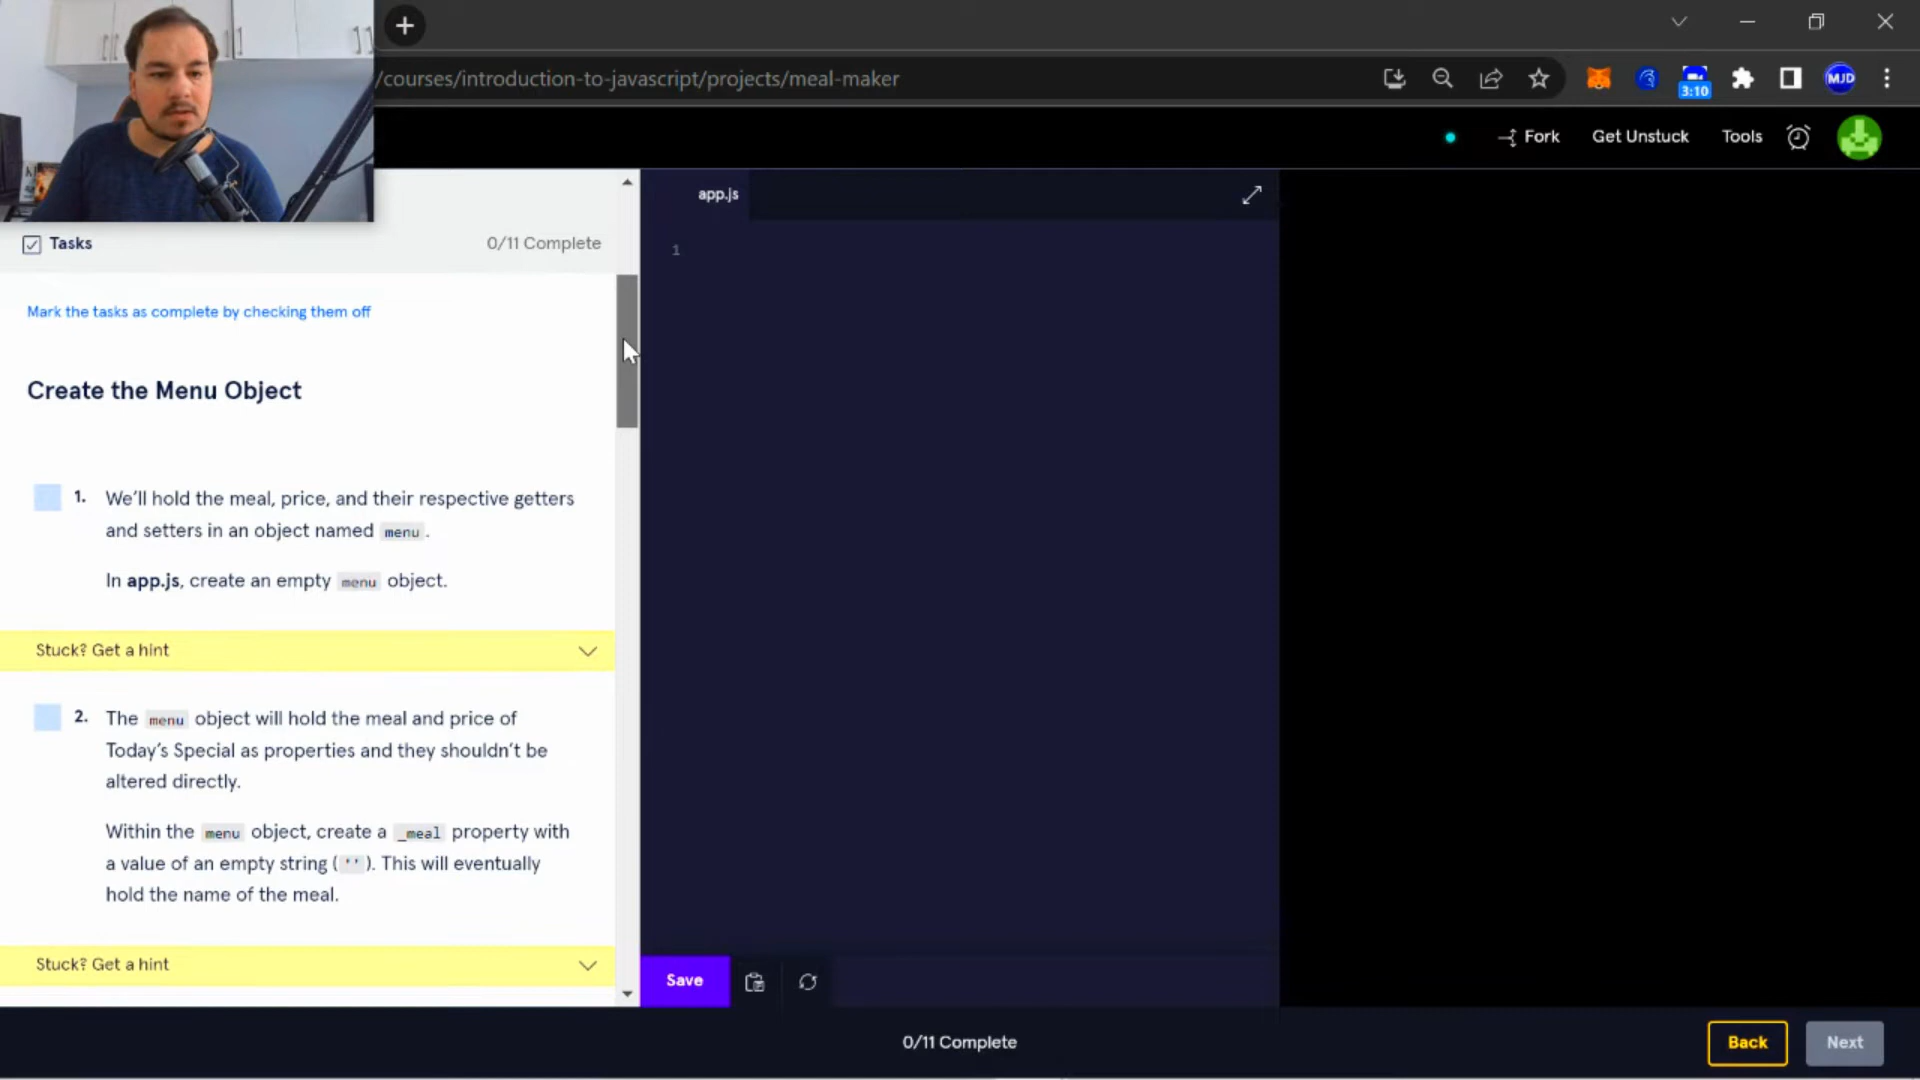 /courses/introduction-to-javascript/projects/meal-maker
3:10
MJD
Fork
Get Unstuck
Tools
app.js
Tasks
0/11 Complete
1
Mark the tasks as complete by checking them off
Create the Menu Object
1. We'll hold the meal, price, and their respective getters
and setters in an object named menu.
In app.js, create an empty menu object.
Stuck? Get a hint
2. The menu object will hold the meal and price of
Today's Special as properties and they shouldn't be
altered directly.
Within the menu object, create a _meal property with
a value of an empty string (''). This will eventually
hold the name of the meal.
Stuck? Get a hint
Save
0/11 Complete
Back
Next